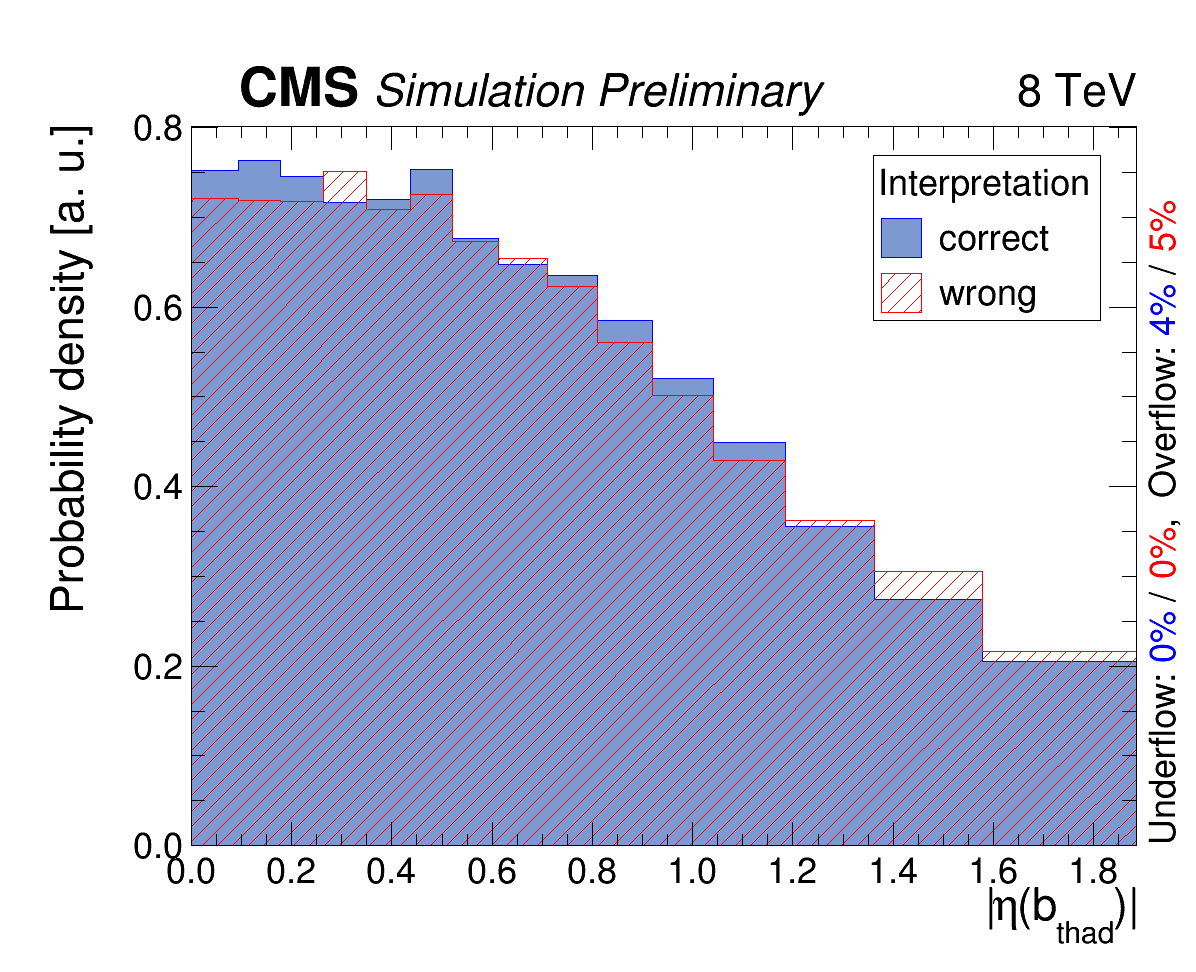 CMS Simulation Preliminary 8 TeV
Probability density [a. u.]
0.8
0.6
0.4
0.2
0.0
Interpretation
correct
wrong
0.0 0.2 0.4 0.6 0.8 1.0 1.2 1.4 1.6 1.8
|η(b_thad)|
Underflow: 0% / 0%, Overflow: 4% / 5%